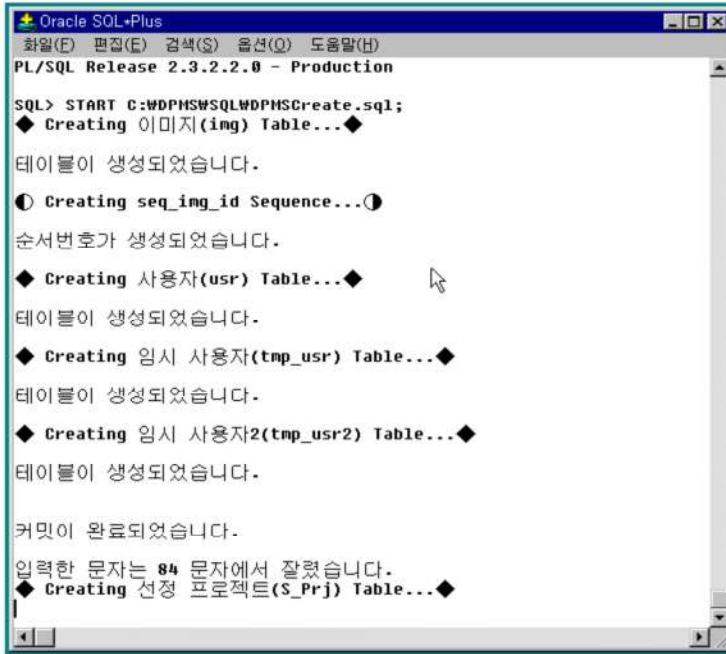 Oracle SQL*Plus
화일(F) 편집(E) 검색(S) 옵션(O) 도움말(H)
PL/SQL Release 2.3.2.2.0 - Production
SQL> START C:₩DPMS₩SQL₩DPMSCreate.sql;
◆ Creating 이미지(img) Table...◆
테이블이 생성되었습니다.
◐ Creating seq_img_id Sequence...◑
순서번호가 생성되었습니다.
◆ Creating 사용자(usr) Table...◆
테이블이 생성되었습니다.
◆ Creating 임시 사용자(tmp_usr) Table...◆
테이블이 생성되었습니다.
◆ Creating 임시 사용자2(tmp_usr2) Table...◆
테이블이 생성되었습니다.
커밋이 완료되었습니다.
입력한 문자는 84 문자에서 잘렸습니다.
◆ Creating 선정 프로젝트(S_Prj) Table...◆